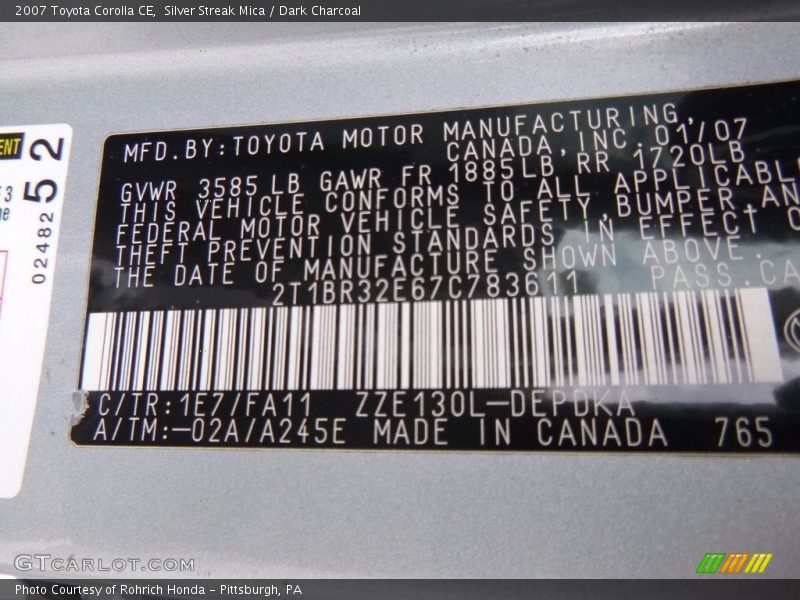 2007 Toyota Corolla CE,  Silver Streak Mica / Dark Charcoal
ENT
52
02482
MFD.BY:TOYOTA MOTOR MANUFACTURING,
CANADA,INC.01/07
GVWR 3585 LB GAWR FR 1885LB,RR 1720LB
THIS VEHICLE CONFORMS TO ALL APPLICABL
FEDERAL MOTOR VEHICLE SAFETY,BUMPER AN
THEFT PREVENTION STANDARDS IN EFFECT O
THE DATE OF MANUFACTURE SHOWN ABOVE.
2T1BR32E67C783611 PASS.CA
C/TR:1E7/FA11 ZZE130L-DEPDKA
A/TM:-02A/A245E MADE IN CANADA 765
GTCARLOT.COM
Photo Courtesy of Rohrich Honda - Pittsburgh, PA